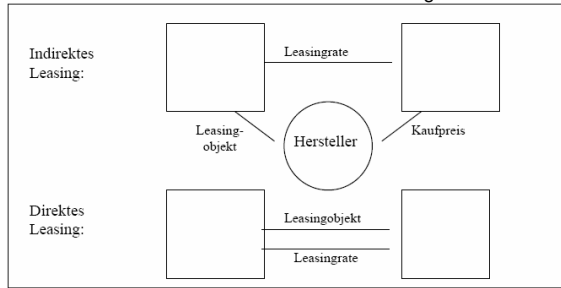 Indirektes
Leasing:
Leasingrate
Leasing-
objekt
Hersteller
Kaufpreis
Direktes
Leasing:
Leasingobjekt
Leasingrate